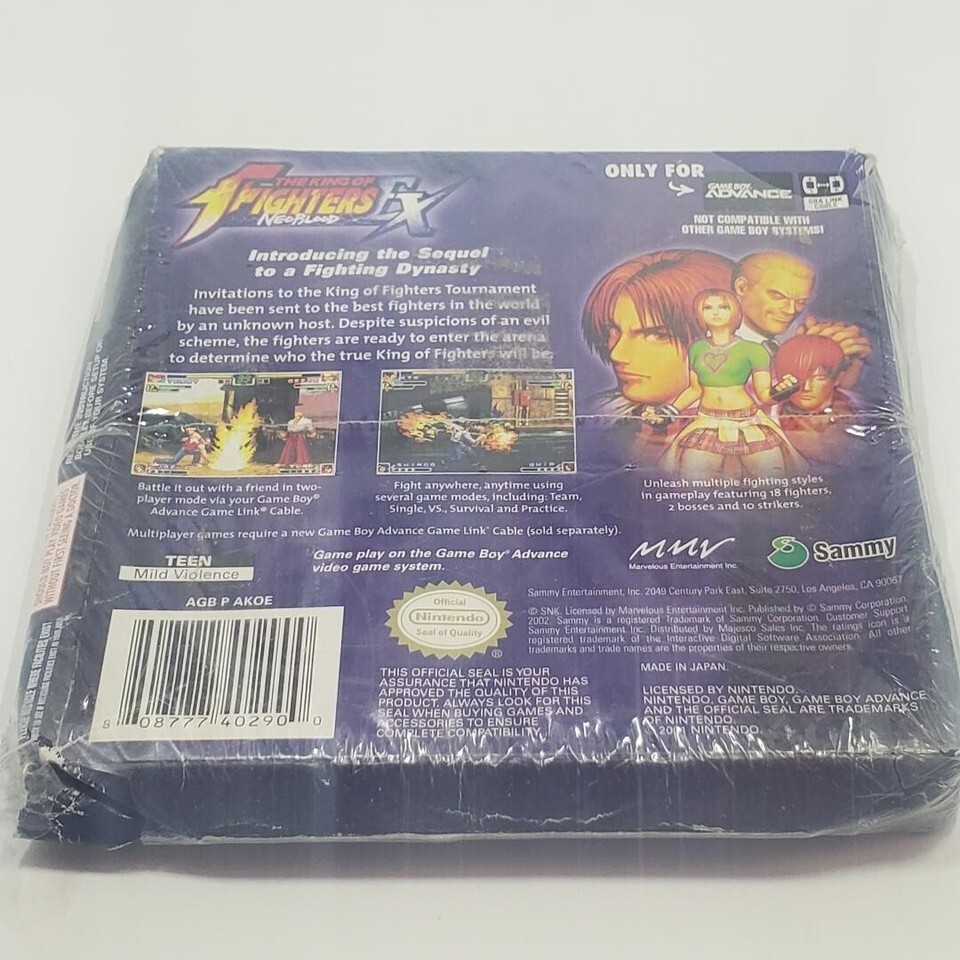 THE KING OF
FIGHTERS EX
NEOBLOOD
ONLY FOR
GAME BOY
ADVANCE
GBA LINK
CABLE
NOT COMPATIBLE WITH
OTHER GAME BOY SYSTEMS!
Introducing the Sequel
to a Fighting Dynasty
Invitations to the King of Fighters Tournament
have been sent to the best fighters in the world
by an unknown host. Despite suspicions of an evil
scheme, the fighters are ready to enter the arena
to determine who the true King of Fighters will be.
SHINGO
WHIP
Battle it out with a friend in two-
player mode via your Game Boy®
Advance Game Link® Cable.
Fight anywhere, anytime using
several game modes, including: Team,
Single, VS., Survival and Practice.
Unleash multiple fighting styles
in gameplay featuring 18 fighters,
2 bosses and 10 strikers.
Multiplayer games require a new Game Boy Advance Game Link® Cable (sold separately).
TEEN
Mild Violence
Game play on the Game Boy® Advance
video game system.
MMV
Marvelous Entertainment Inc.
Sammy
AGB P AKOE
8 08777 40290 0
Official
Nintendo
Seal of Quality
®
THIS OFFICIAL SEAL IS YOUR
ASSURANCE THAT NINTENDO HAS
APPROVED THE QUALITY OF THIS
PRODUCT. ALWAYS LOOK FOR THIS
SEAL WHEN BUYING GAMES AND
ACCESSORIES TO ENSURE
COMPLETE COMPATIBILITY.
Sammy Entertainment, Inc. 2049 Century Park East, Suite 2750, Los Angeles, CA 90067
© SNK. Licensed by Marvelous Entertainment Inc. Published by © Sammy Corporation
2002. Sammy is a registered Trademark of Sammy Corporation. Customer Support
Sammy Entertainment Inc. Distributed by Majesco Sales Inc. The ratings icon is a
registered trademark of the Interactive Digital Software Association. All other
trademarks and trade names are the properties of their respective owners.
MADE IN JAPAN.
LICENSED BY NINTENDO.
NINTENDO, GAME BOY, GAME BOY ADVANCE
AND THE OFFICIAL SEAL ARE TRADEMARKS
OF NINTENDO.
NINTENDO.